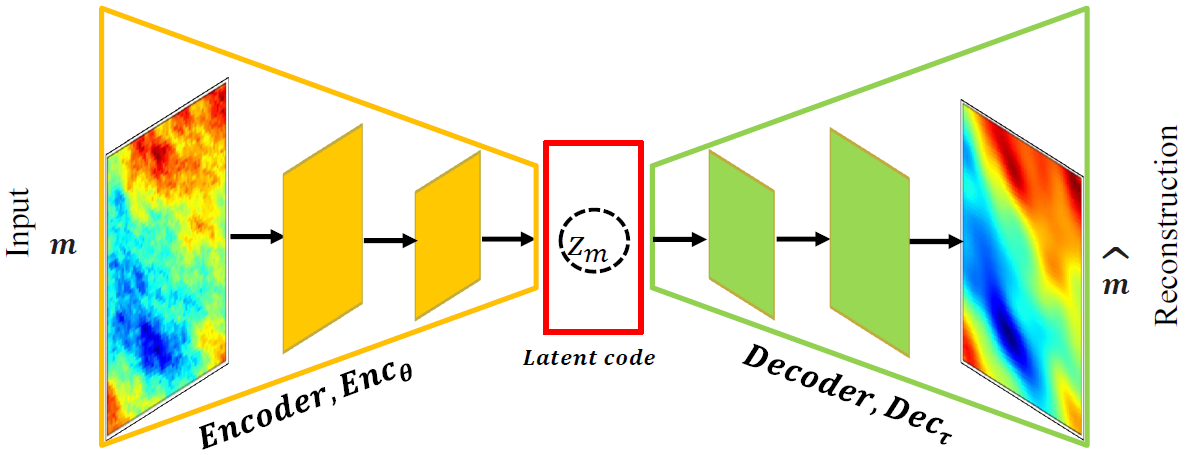 Input
m
Encoder, Enc_θ
Z_m
Latent code
Decoder, Dec_τ
m̂
Reconstruction